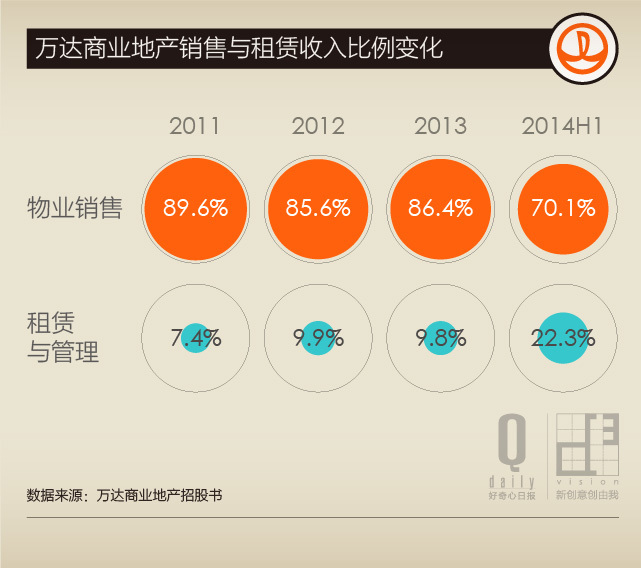 万达商业地产销售与租赁收入比例变化
2011 2012 2013 2014H1
物业销售 89.6% 85.6% 86.4% 70.1%
租赁
与管理 7.4% 9.9% 9.8% 22.3%
Q
daily
好奇心日报
vision
新创意创由我
数据来源：万达商业地产招股书